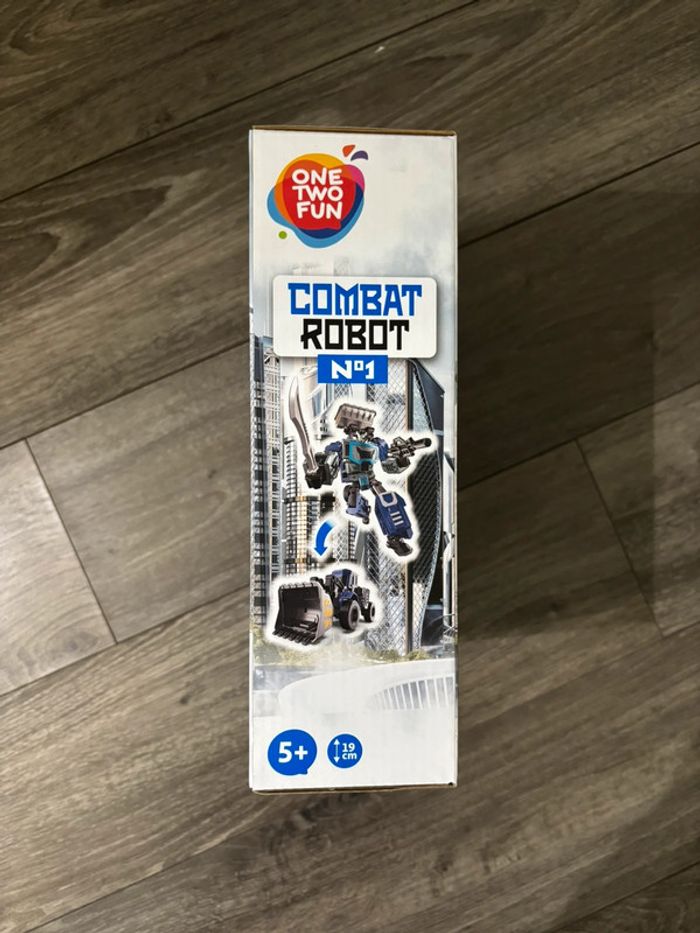 ONE
TWO
FUN
COMBAT
ROBOT
Nº1
5+
19
cm